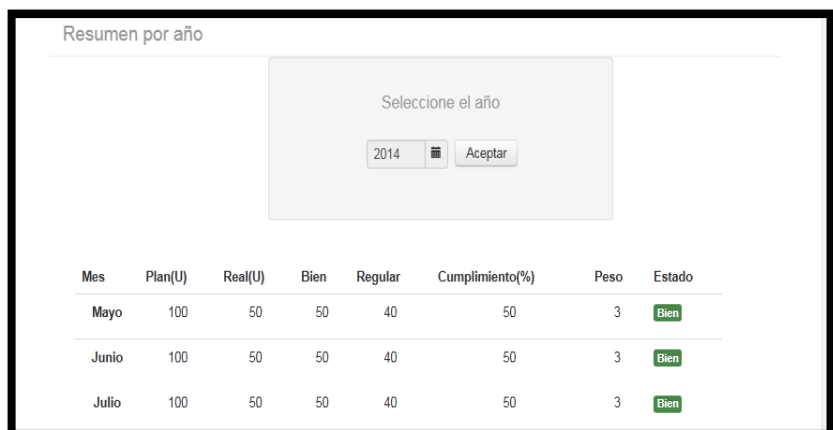 Resumen por año
Seleccione el año
2014 Aceptar
Mes Plan(U) Real(U) Bien Regular Cumplimiento(%) Peso Estado
Mayo 100 50 50 40 50 3 Bien
Junio 100 50 50 40 50 3 Bien
Julio 100 50 50 40 50 3 Bien